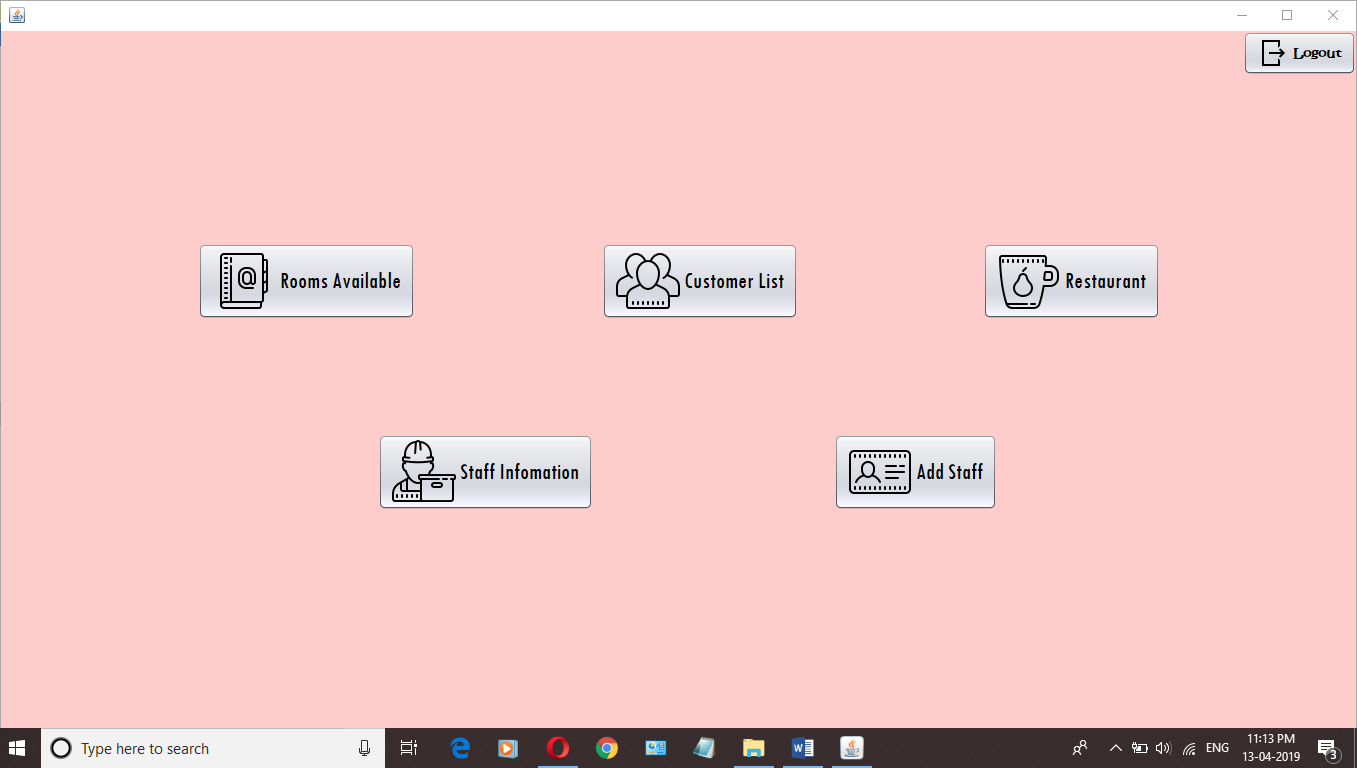 Logout
@ Rooms Available
Customer List
Restaurant
Staff Infomation
Add Staff
Type here to search
ENG
11:13 PM
13-04-2019
3